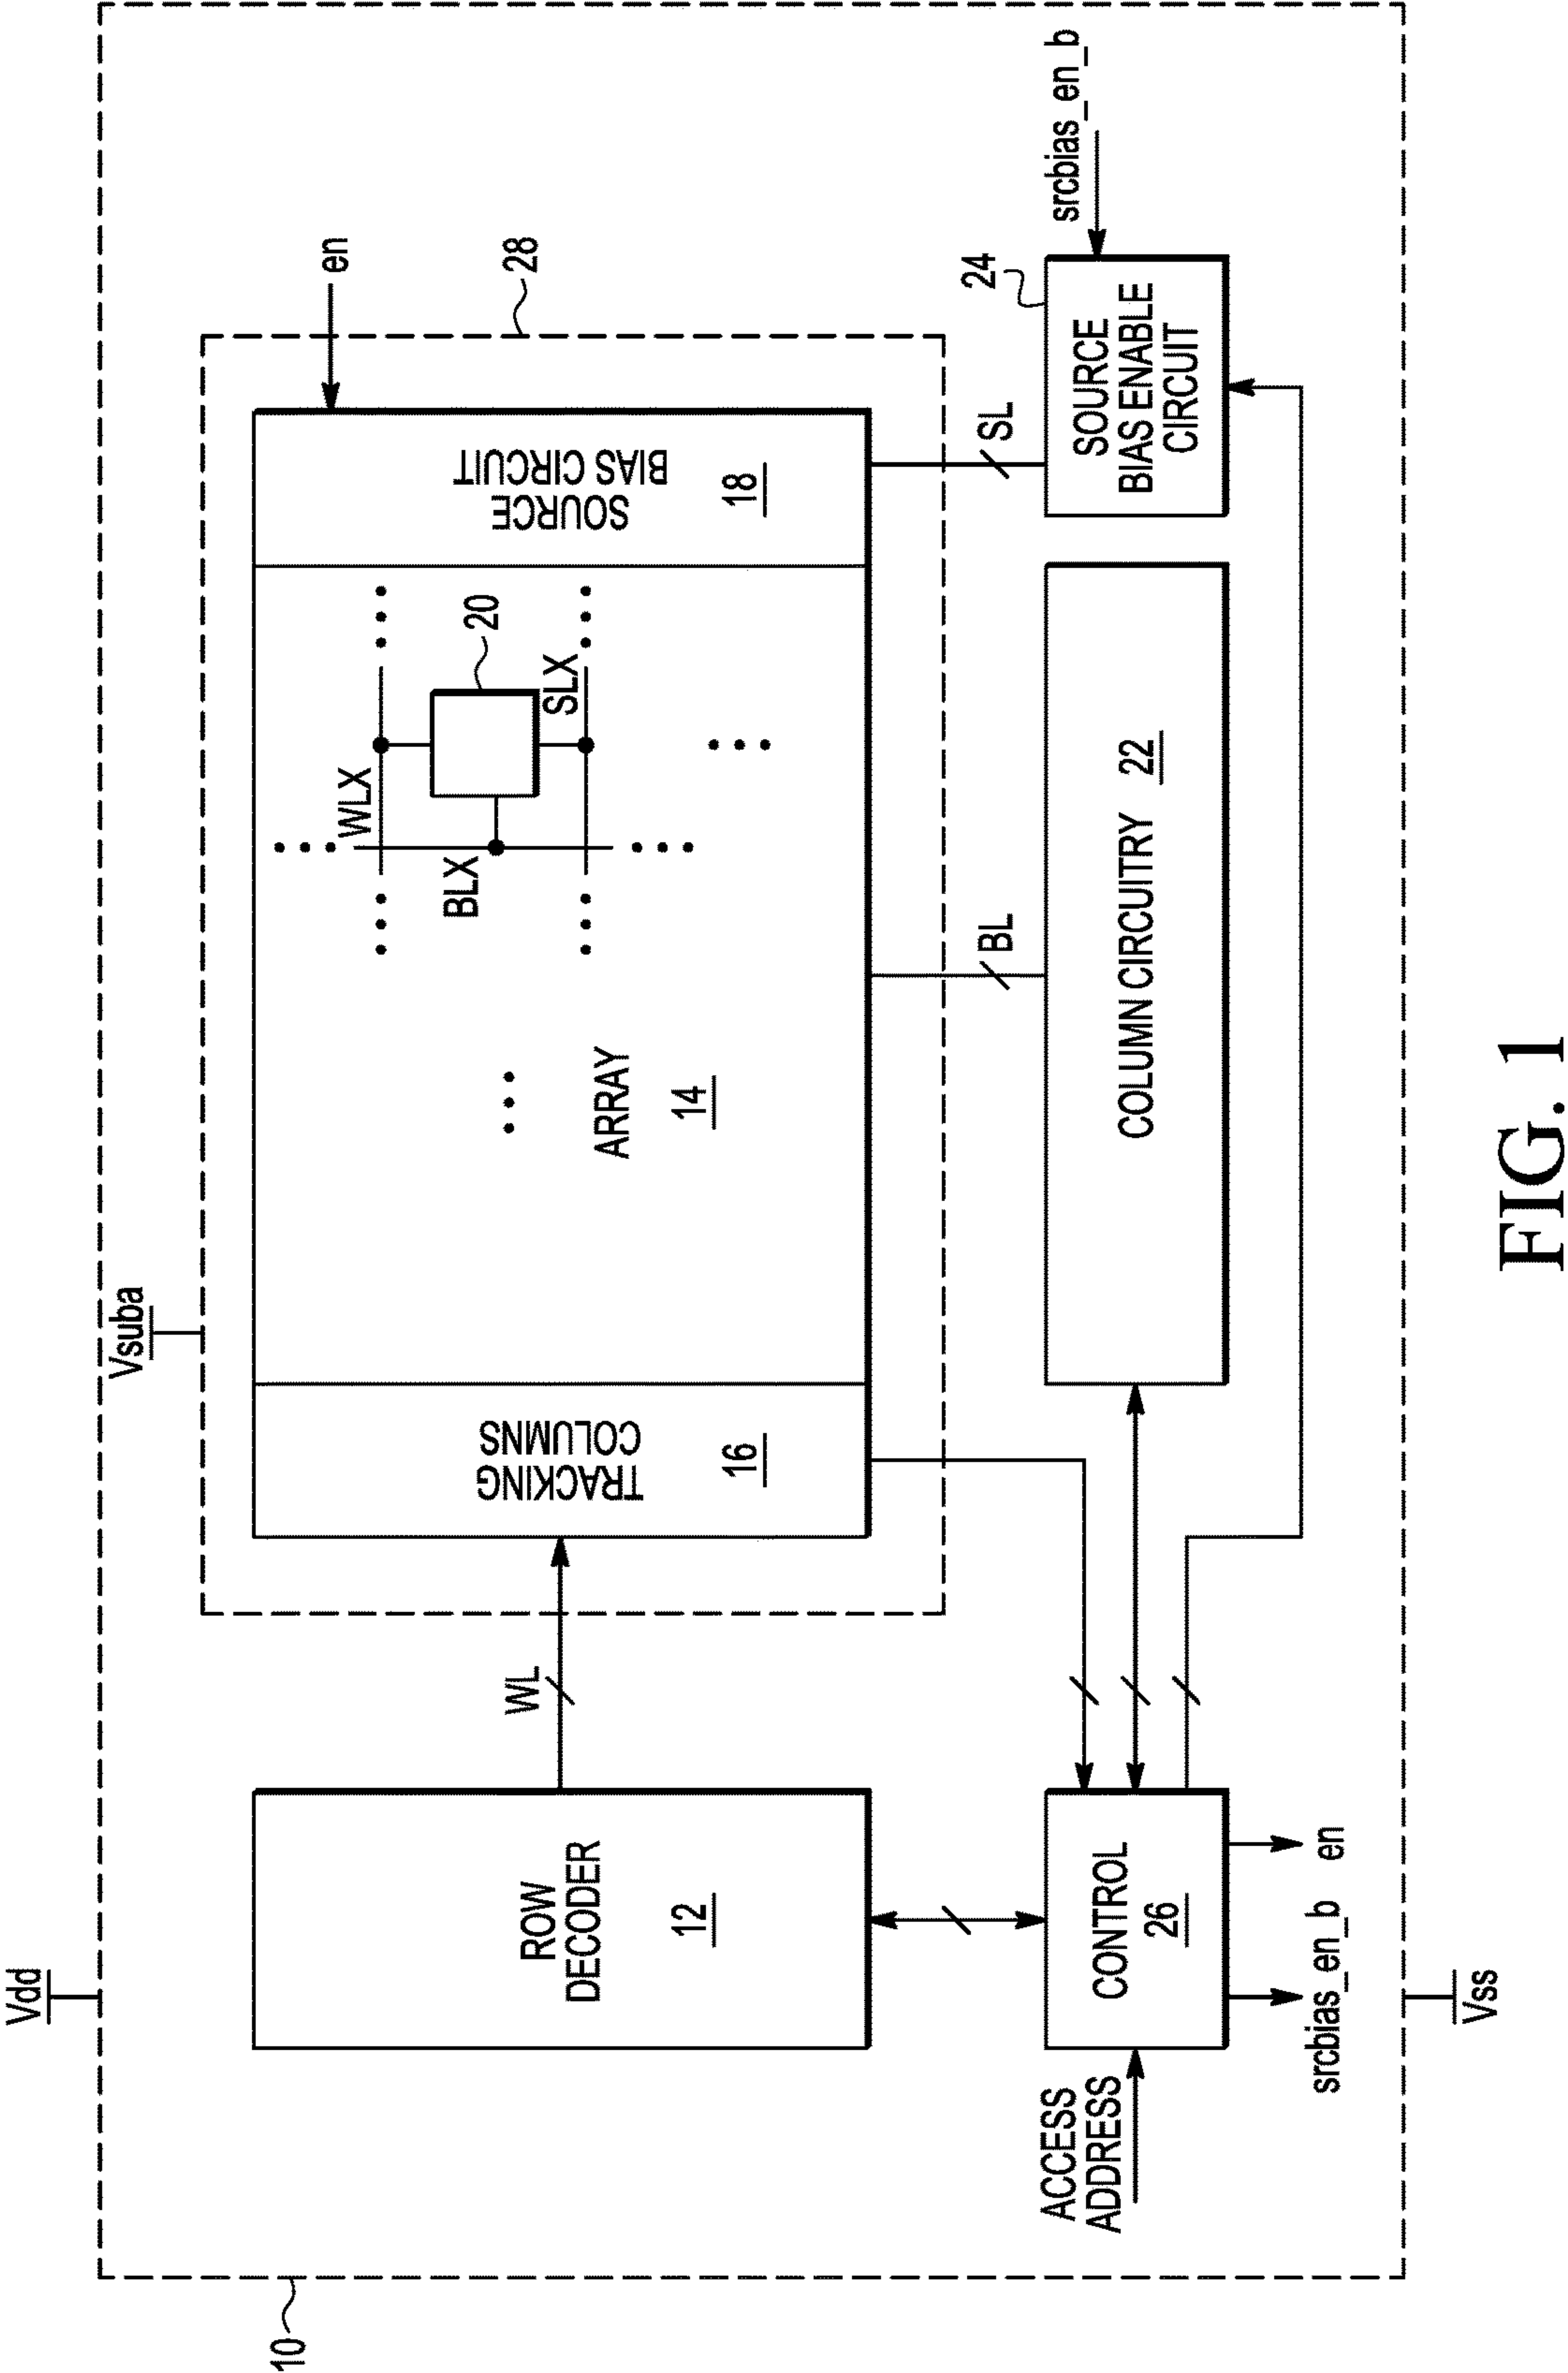 10
Vdd
Vsuba
ROW
DECODER
12
WL
TRACKING
COLUMNS
16
ARRAY
14
WLX
BLX
SLX
20
SOURCE
BIAS CIRCUIT
18
en
28
ACCESS
ADDRESS
CONTROL
26
srcbias_en_b
en
BL
COLUMN CIRCUITRY 22
SL
24
SOURCE
BIAS ENABLE
CIRCUIT
srcbias_en_b
Vss
FIG. 1